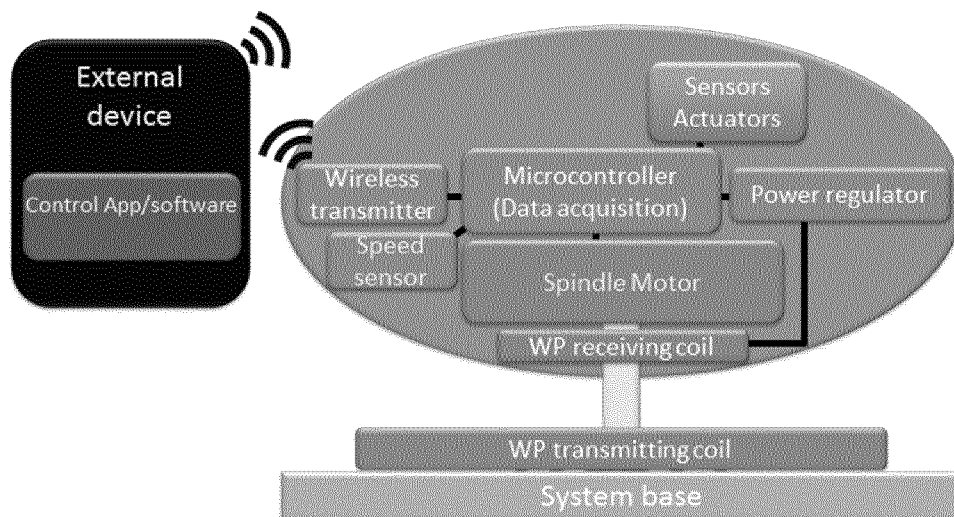 External
device
Control App/software
Sensors
Actuators
Wireless
transmitter
Microcontroller
(Data acquisition)
Power regulator
Speed
sensor
Spindle Motor
WP receiving coil
WP transmitting coil
System base